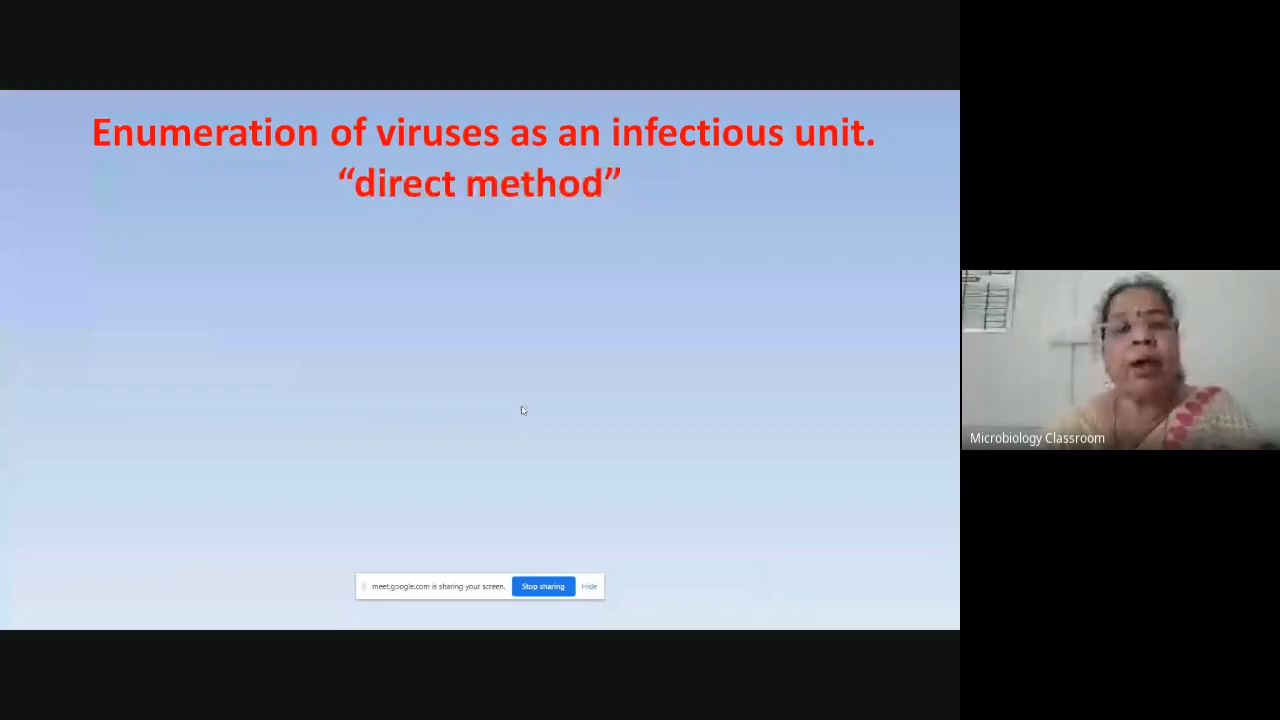 Enumeration of viruses as an infectious unit.
“direct method”
meet.google.com is sharing your screen. Stop sharing Hide
Microbiology Classroom